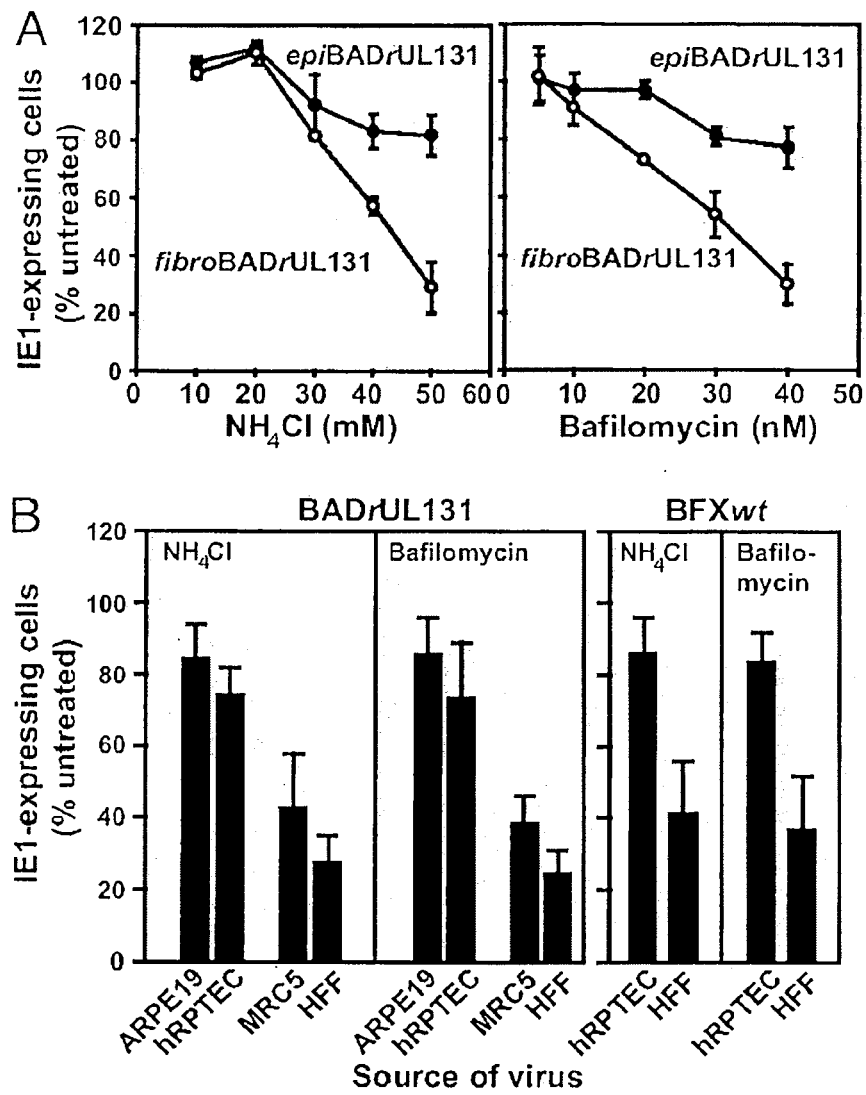 A
IE1-expressing cells
(% untreated)
120
100
80
60
40
20
0
epiBADrUL131
fibroBADrUL131
0 10 20 30 40 50 60
NH4Cl (mM)
epiBADrUL131
fibroBADrUL131
0 10 20 30 40 50
Bafilomycin (nM)
B
BADrUL131
BFXwt
IE1-expressing cells
(% untreated)
120
100
80
60
40
20
0
NH4Cl
Bafilomycin
NH4Cl
Bafilo-
mycin
ARPE19
hRPTEC
MRC5
HFF
ARPE19
hRPTEC
MRC5
HFF
hRPTEC
HFF
hRPTEC
HFF
Source of virus